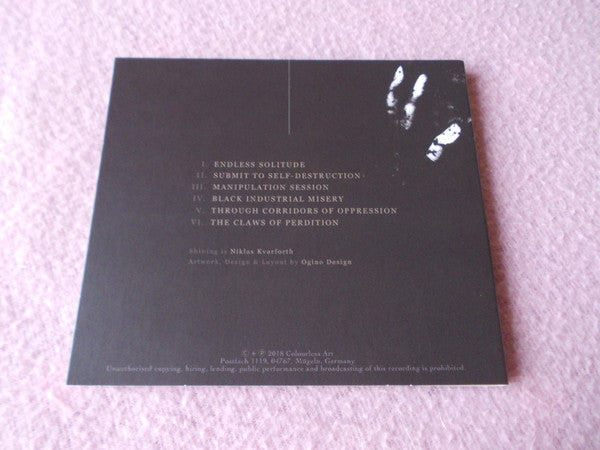 I. ENDLESS SOLITUDE
II. SUBMIT TO SELF-DESTRUCTION
III. MANIPULATION SESSION
IV. BLACK INDUSTRIAL MISERY
V. THROUGH CORRIDORS OF OPPRESSION
VI. THE CLAWS OF PERDITION
Shining is Niklas Kvarforth
Artwork, Design & Layout by Ogino Design
© + ℗ 2018 Colourless Art
Postfach 1119, 04767, Mügeln, Germany
Unauthorised copying, hiring, lending, public performance and broadcasting of this recording is prohibited.